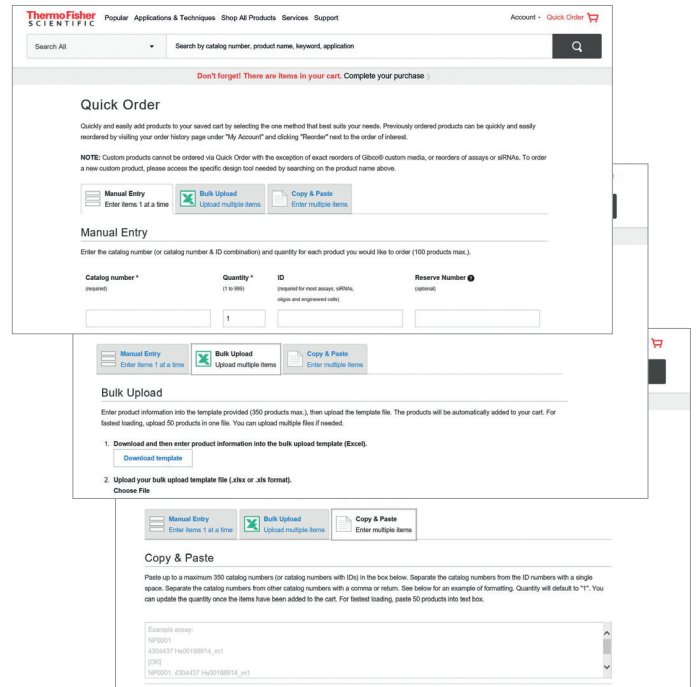 ThermoFisher
SCIENTIFIC
Popular Applications & Techniques Shop All Products Services Support
Account Quick Order
Search All
Search by catalog number, product name, keyword, application
Don't forget! There are items in your cart. Complete your purchase ›
Quick Order
Quickly and easily add products to your saved cart by selecting the one method that best suits your needs. Previously ordered products can be quickly and easily
reordered by visiting your order history page under "My Account" and clicking "Reorder" next to the order of interest.
NOTE: Custom products cannot be ordered via Quick Order with the exception of exact reorders of Gibco® custom media, or reorders of assays or siRNAs. To order
a new custom product, please access the specific design tool needed by searching on the product name above.
Manual Entry
Enter items 1 at a time
Bulk Upload
Upload multiple items
Copy & Paste
Enter multiple items
Manual Entry
Enter the catalog number (or catalog number & ID combination) and quantity for each product you would like to order (100 products max.).
Catalog number *
(required)
Quantity *
(1 to 999)
ID
(required for most assays, siRNAs,
oligos and engineered cells)
Reserve Number ?
(optional)
1
Manual Entry
Enter items 1 at a time
Bulk Upload
Upload multiple items
Copy & Paste
Enter multiple items
Bulk Upload
Enter product information into the template provided (350 products max.), then upload the template file. The products will be automatically added to your cart. For
fastest loading, upload 50 products in one file. You can upload multiple files if needed.
1. Download and then enter product information into the bulk upload template (Excel).
Download template
2. Upload your bulk upload template file (.xlsx or .xls format).
Choose File
Manual Entry
Enter items 1 at a time
Bulk Upload
Upload multiple items
Copy & Paste
Enter multiple items
Copy & Paste
Paste up to a maximum 350 catalog numbers (or catalog numbers with IDs) in the box below. Separate the catalog numbers from the ID numbers with a single
space. Separate the catalog numbers from other catalog numbers with a comma or return. See below for an example of formatting. Quantity will default to "1". You
can update the quantity once the items have been added to the cart. For fastest loading, paste 50 products into text box.
Example assay:
NP0001
4304437 Hs00198914_m1
[OR]
NP0001, 4304437 Hs00198914_m1